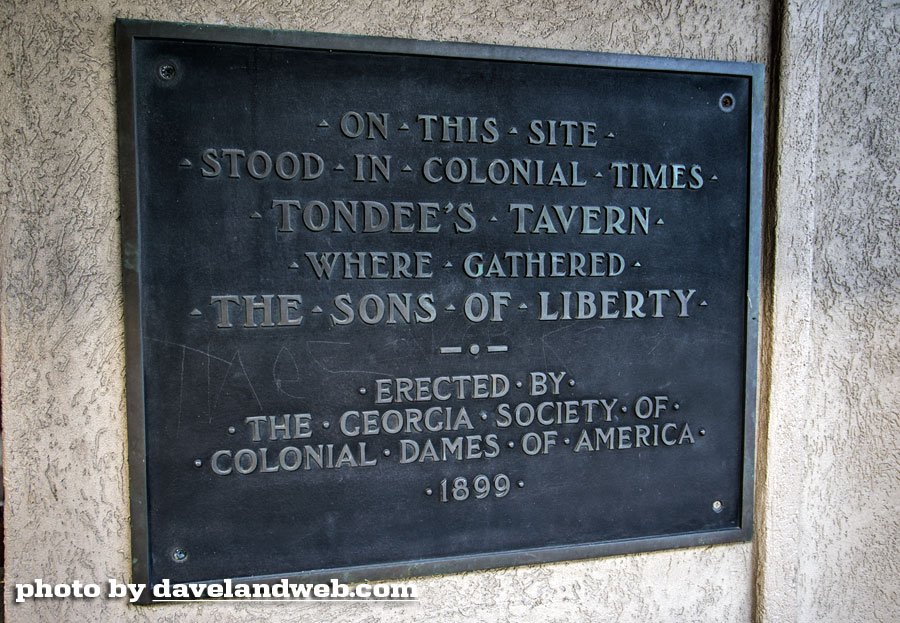 - ON - THIS - SITE -
- STOOD - IN - COLONIAL - TIMES -
- TONDEE'S - TAVERN -
- WHERE - GATHERED -
- THE - SONS - OF - LIBERTY -
· ERECTED · BY ·
· THE · GEORGIA · SOCIETY · OF ·
· COLONIAL · DAMES · OF · AMERICA ·
· 1899 ·
photo by davelandweb.com